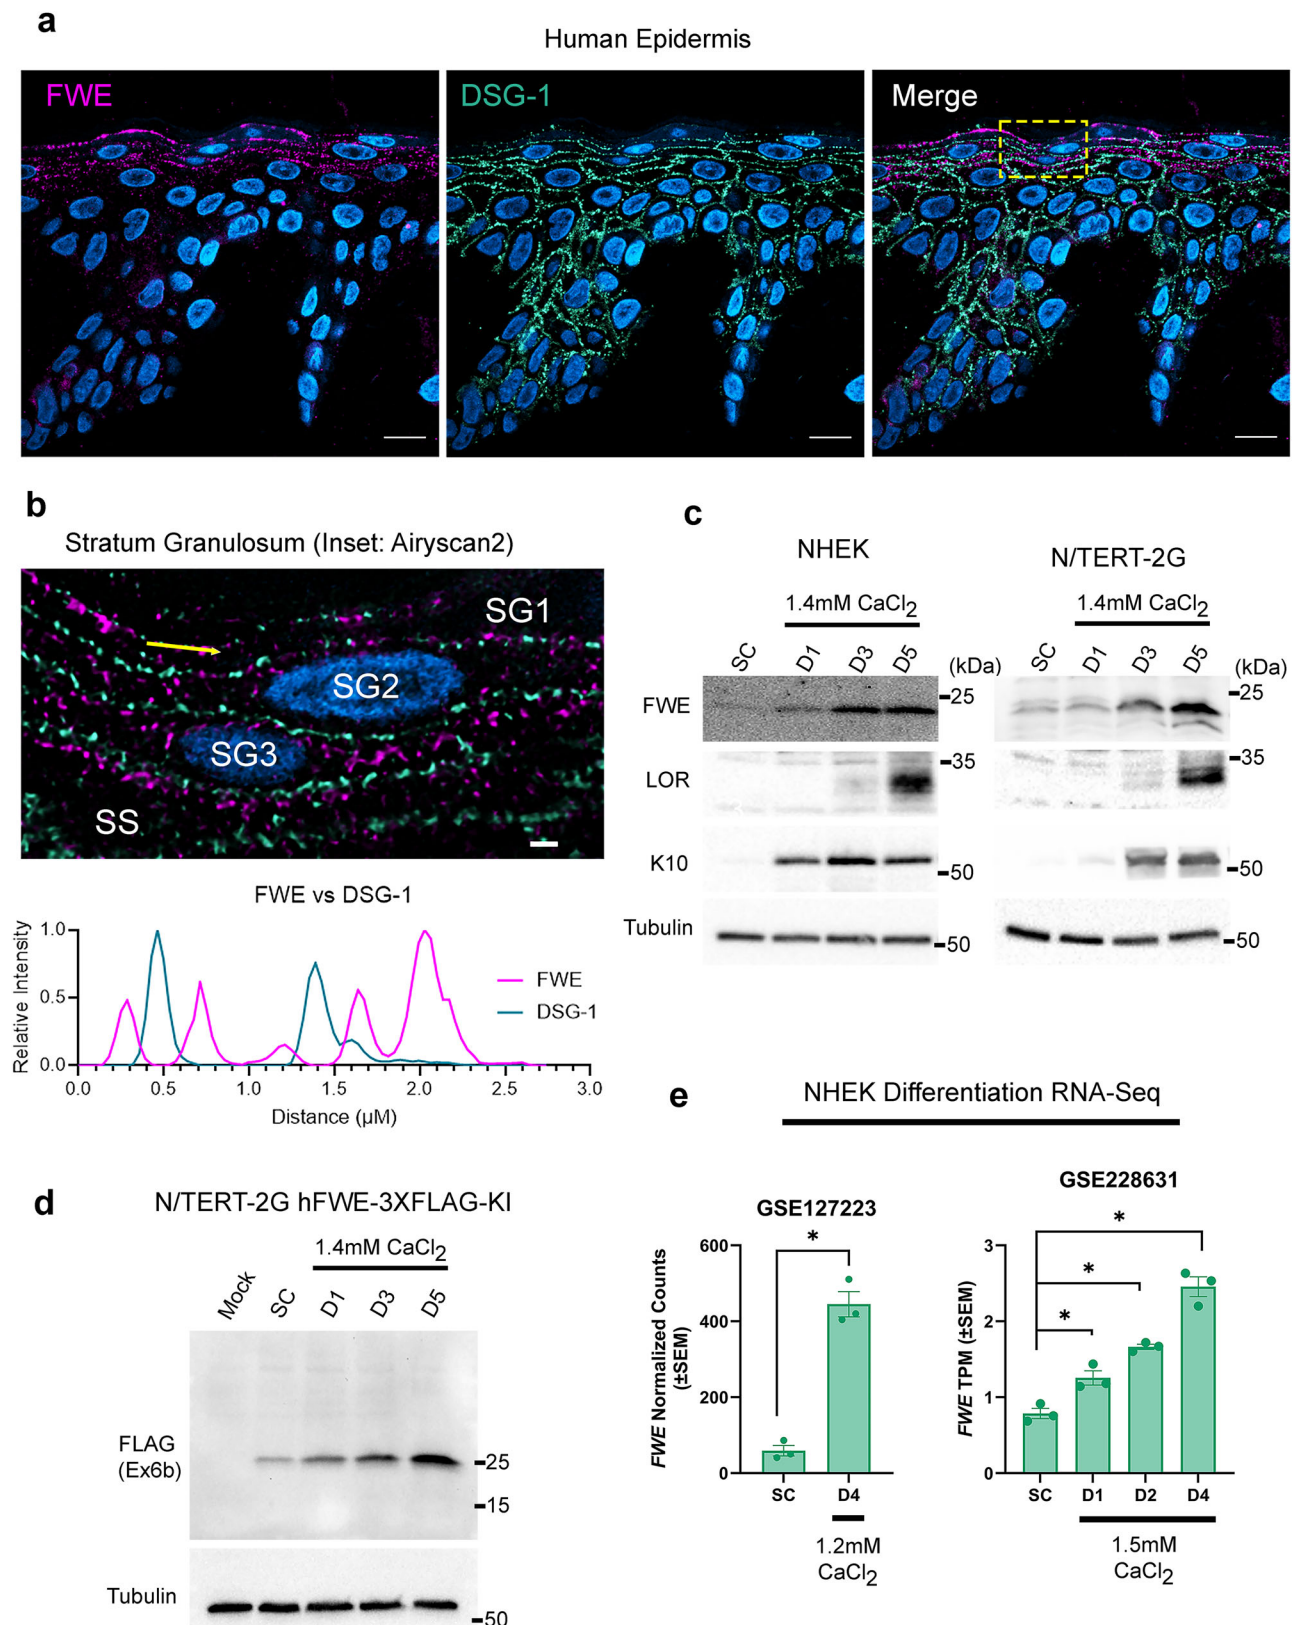 a
Human Epidermis
FWE
DSG-1
Merge
b
Stratum Granulosum (Inset: Airyscan2)
SG1
SG2
SG3
SS
FWE vs DSG-1
Relative Intensity
1.0
0.5
0.0
FWE
DSG-1
0.0 0.5 1.0 1.5 2.0 2.5 3.0
Distance (µM)
c
NHEK
1.4mM CaCl2
SC D1 D3 D5 (kDa)
FWE
25
LOR
35
K10
50
Tubulin
50
N/TERT-2G
1.4mM CaCl2
SC D1 D3 D5 (kDa)
25
35
50
50
d
N/TERT-2G hFWE-3XFLAG-KI
1.4mM CaCl2
Mock SC D1 D3 D5
FLAG
(Ex6b)
25
15
Tubulin
50
e
NHEK Differentiation RNA-Seq
GSE127223
*
FWE Normalized Counts
(±SEM)
600
400
200
0
SC D4
1.2mM
CaCl2
GSE228631
*
*
*
FWE TPM (±SEM)
3
2
1
0
SC D1 D2 D4
1.5mM
CaCl2